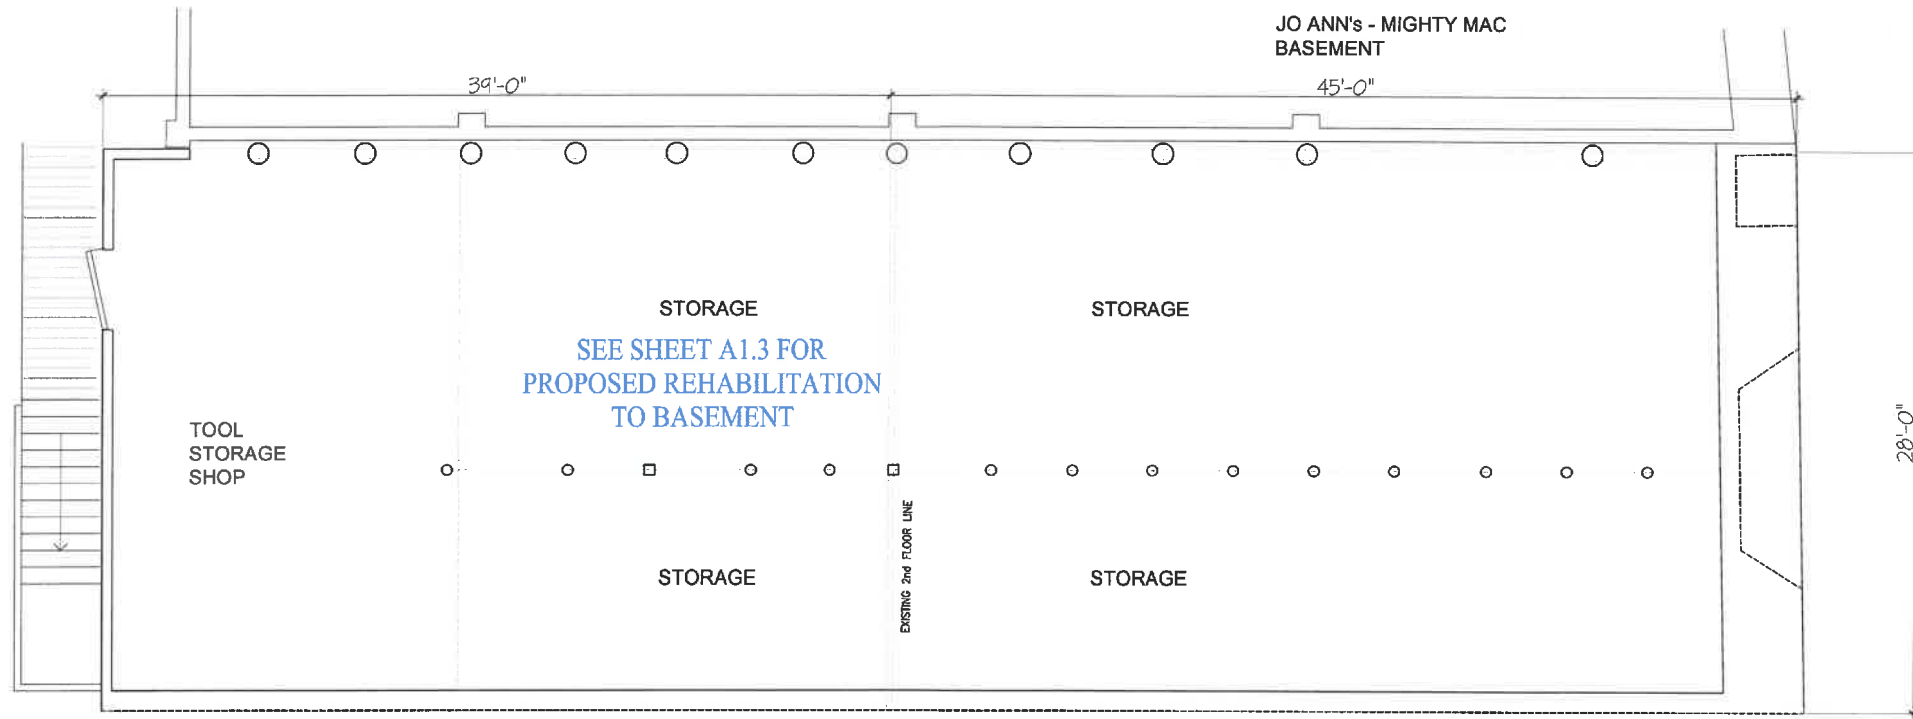 JO ANN's - MIGHTY MAC
BASEMENT
39'-0"
45'-0"
STORAGE
STORAGE
SEE SHEET A1.3 FOR
PROPOSED REHABILITATION
TO BASEMENT
TOOL
STORAGE
SHOP
28'-0"
EXISTING 2nd FLOOR LINE
STORAGE
STORAGE